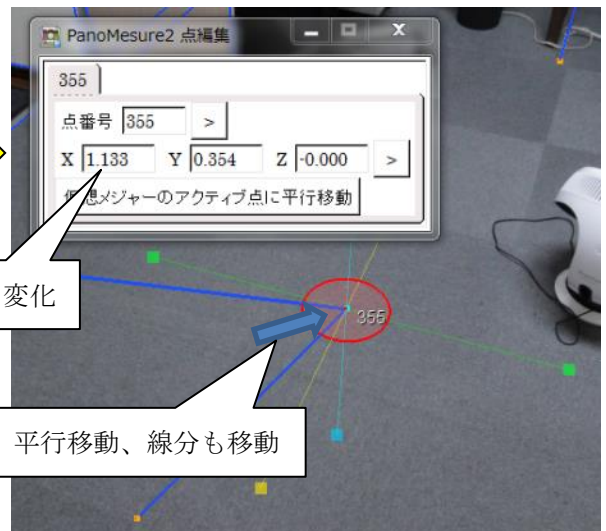 PanoMesure2 点編集
355
点番号 355 >
X 1.133 Y 0.354 Z -0.000 >
仮想メジャーのアクティブ点に平行移動
変化
355
平行移動、線分も移動